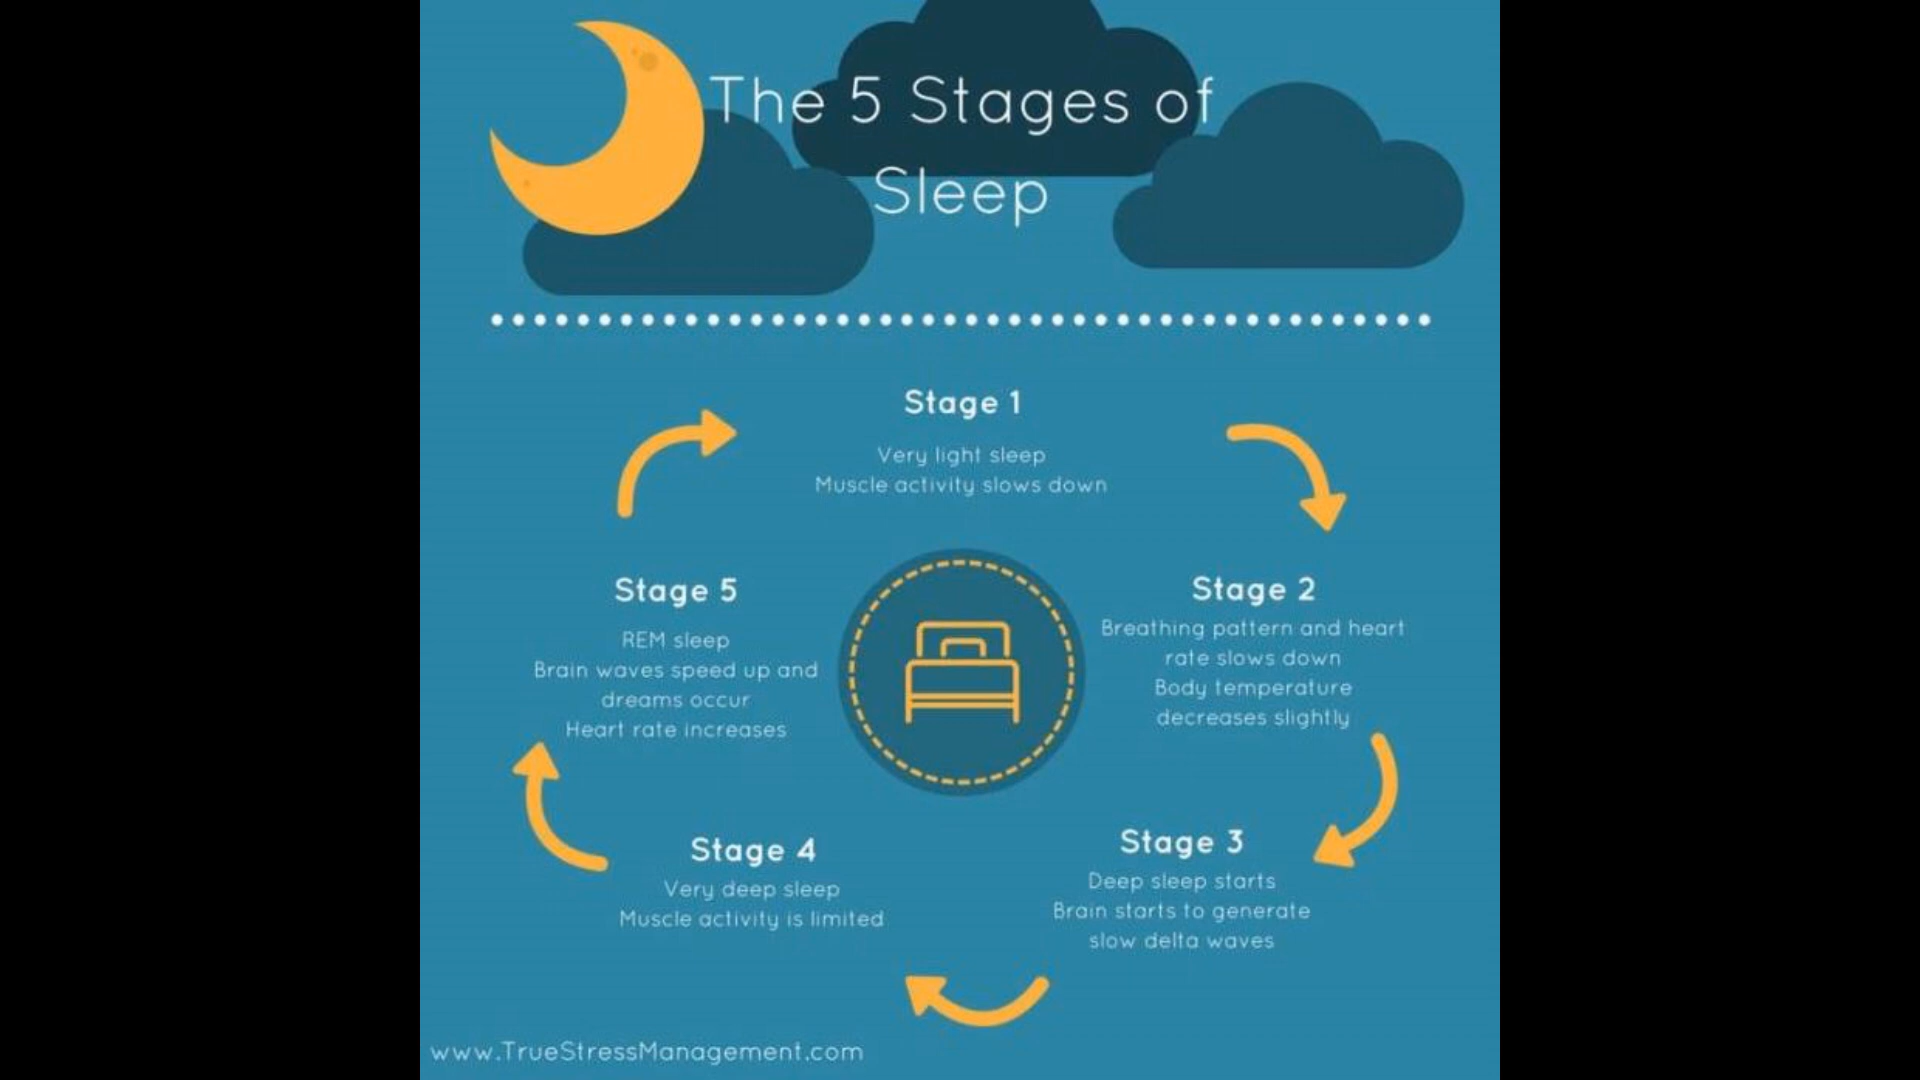 The 5 Stages of
Sleep
Stage 1
Very light sleep
Muscle activity slows down
Stage 2
Breathing pattern and heart
rate slows down
Body temperature
decreases slightly
Stage 3
Deep sleep starts
Brain starts to generate
slow delta waves
Stage 4
Very deep sleep
Muscle activity is limited
Stage 5
REM sleep
Brain waves speed up and
dreams occur
Heart rate increases
www.TrueStressManagement.com